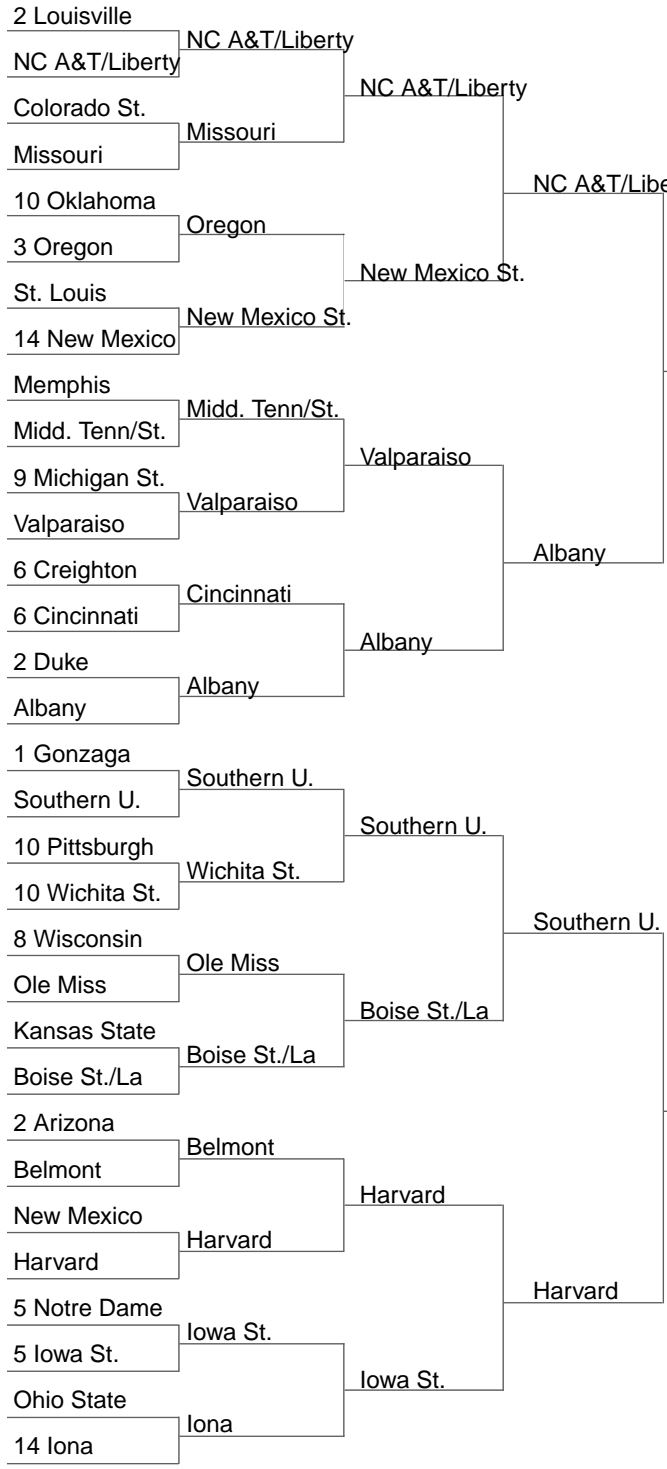 2 Louisville
NC A&T/Liberty
Colorado St.
Missouri
10 Oklahoma
3 Oregon
St. Louis
14 New Mexico
Memphis
Midd. Tenn/St.
9 Michigan St.
Valparaiso
6 Creighton
6 Cincinnati
2 Duke
Albany
1 Gonzaga
Southern U.
10 Pittsburgh
10 Wichita St.
8 Wisconsin
Ole Miss
Kansas State
Boise St./La
2 Arizona
Belmont
New Mexico
Harvard
5 Notre Dame
5 Iowa St.
Ohio State
14 Iona
NC A&T/Liberty
Missouri
Oregon
New Mexico St.
Midd. Tenn/St.
Valparaiso
Cincinnati
Albany
Southern U.
Wichita St.
Ole Miss
Boise St./La
Belmont
Harvard
Iowa St.
Iona
NC A&T/Liberty
New Mexico St.
Valparaiso
Albany
Southern U.
Boise St./La
Harvard
Iowa St.
NC A&T/Libe
Albany
Southern U.
Harvard